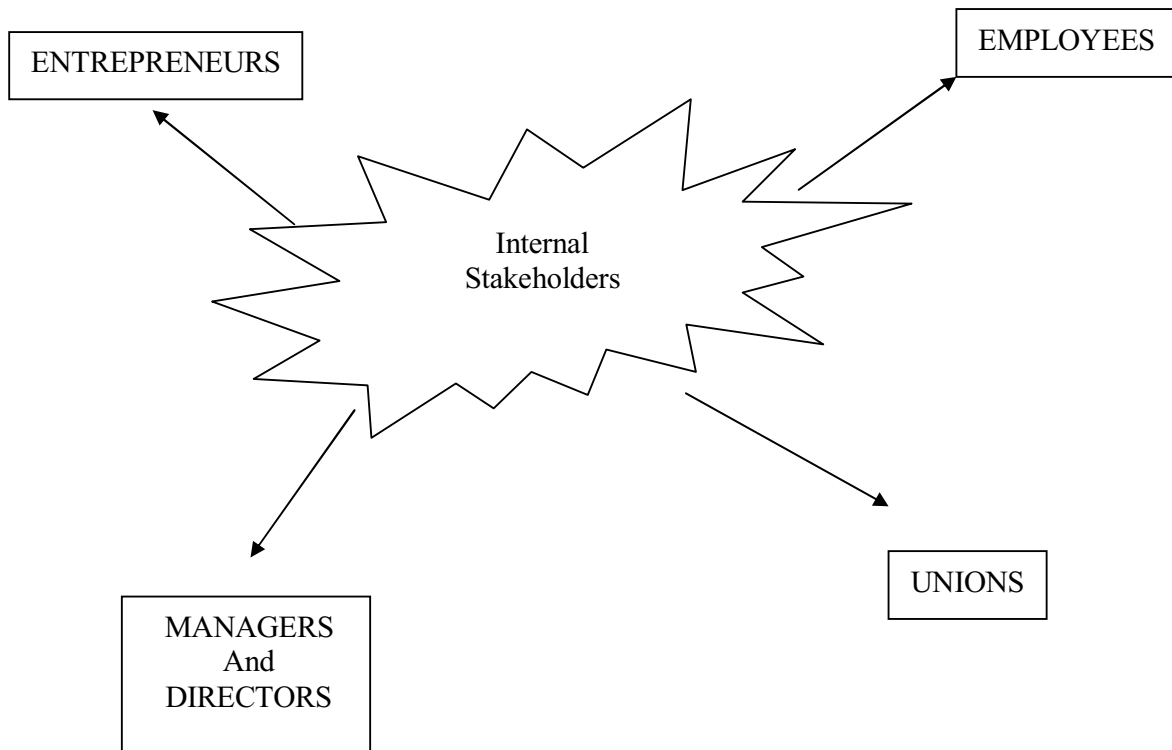 ENTREPRENEURS
EMPLOYEES
Internal
Stakeholders
UNIONS
MANAGERS
And
DIRECTORS